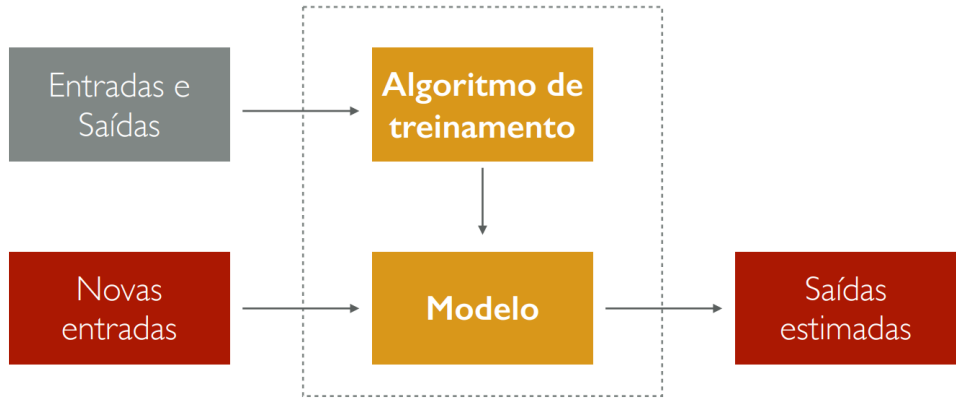 Entradas e
Saídas
Algoritmo de
treinamento
Novas
entradas
Modelo
Saídas
estimadas